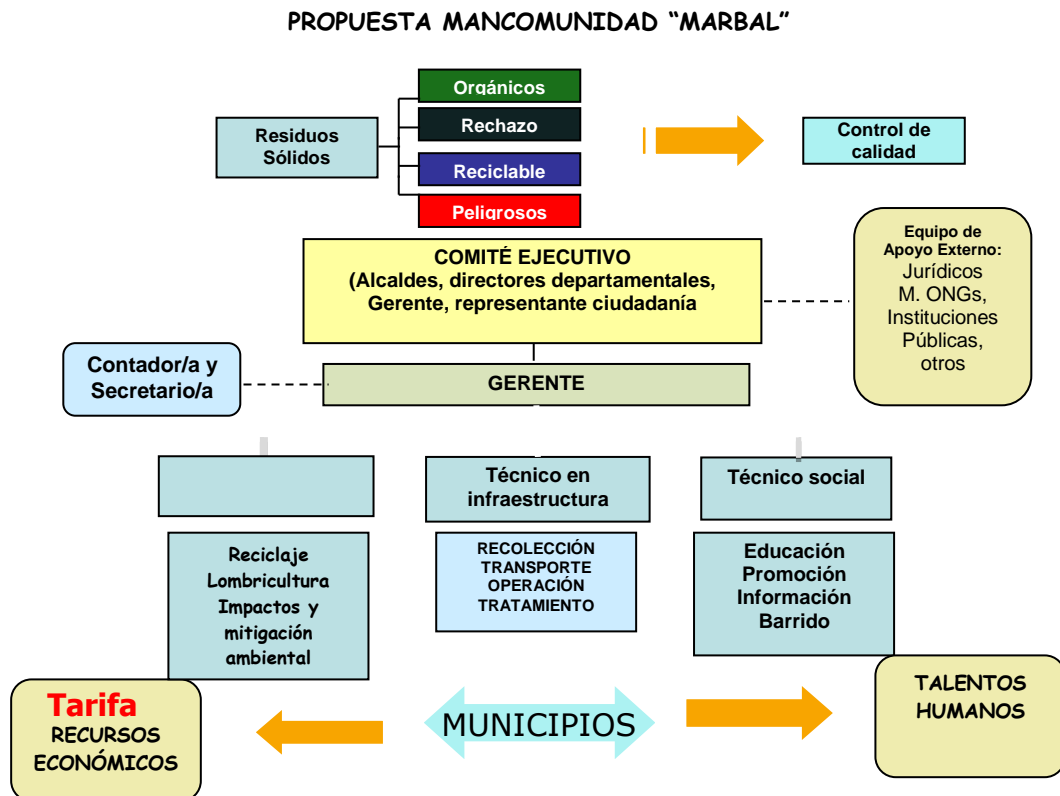 PROPUESTA MANCOMUNIDAD “MARBAL”
Orgánicos
Rechazo
Reciclable
Peligrosos
Residuos
Sólidos
Control de
calidad
COMITÉ EJECUTIVO
(Alcaldes, directores departamentales,
Gerente, representante ciudadanía
Equipo de
Apoyo Externo:
Jurídicos
M. ONGs,
Instituciones
Públicas,
otros
Contador/a y
Secretario/a
GERENTE
Técnico en
infraestructura
Técnico social
Reciclaje
Lombricultura
Impactos y
mitigación
ambiental
RECOLECCIÓN
TRANSPORTE
OPERACIÓN
TRATAMIENTO
Educación
Promoción
Información
Barrido
Tarifa
RECURSOS
ECONÓMICOS
MUNICIPIOS
TALENTOS
HUMANOS